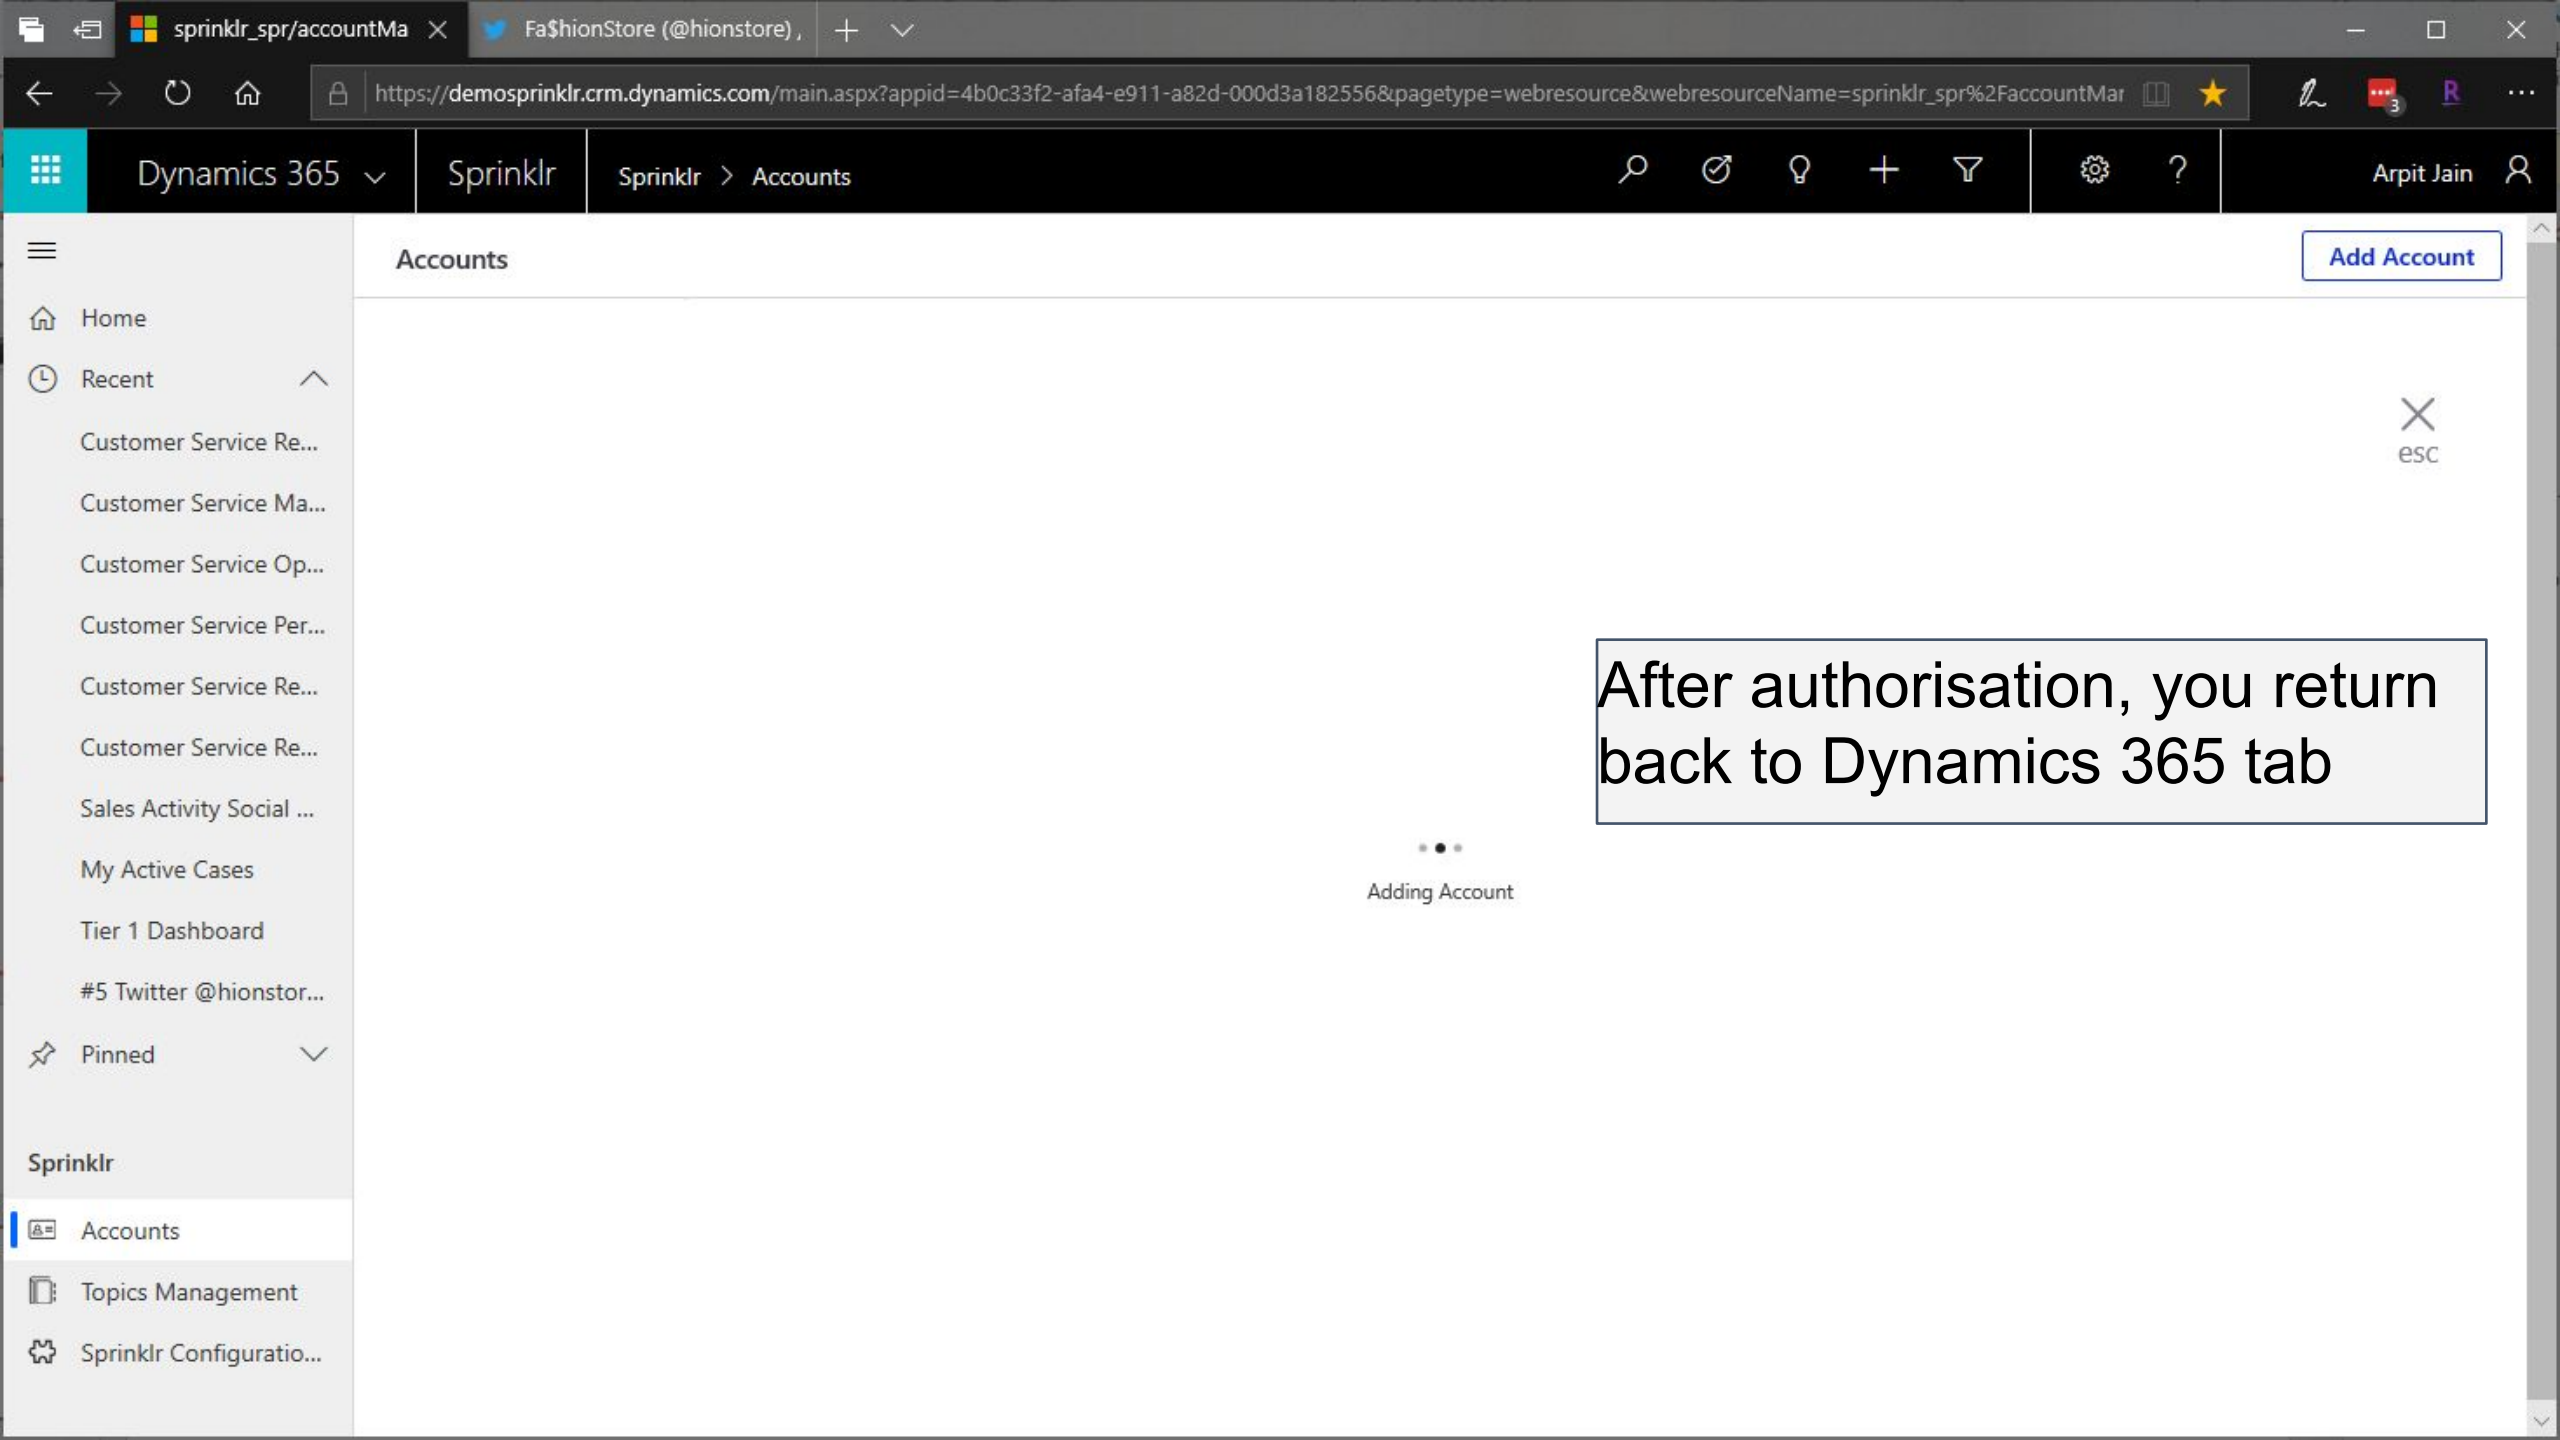 sprinklr_spr/accountMa
Fa$hionStore (@hionstore) ,
https://demosprinklr.crm.dynamics.com/main.aspx?appid=4b0c33f2-afa4-e911-a82d-000d3a182556&pagetype=webresource&webresourceName=sprinklr_spr%2FaccountMar
3
R
Dynamics 365
Sprinklr
Sprinklr > Accounts
Arpit Jain
Accounts
Add Account
Home
Recent
esc
Customer Service Re...
Customer Service Ma...
Customer Service Op...
Customer Service Per...
Customer Service Re...
Customer Service Re...
Sales Activity Social ...
My Active Cases
Tier 1 Dashboard
#5 Twitter @hionstor...
Pinned
After authorisation, you return
back to Dynamics 365 tab
Adding Account
Sprinklr
Accounts
Topics Management
Sprinklr Configuratio...